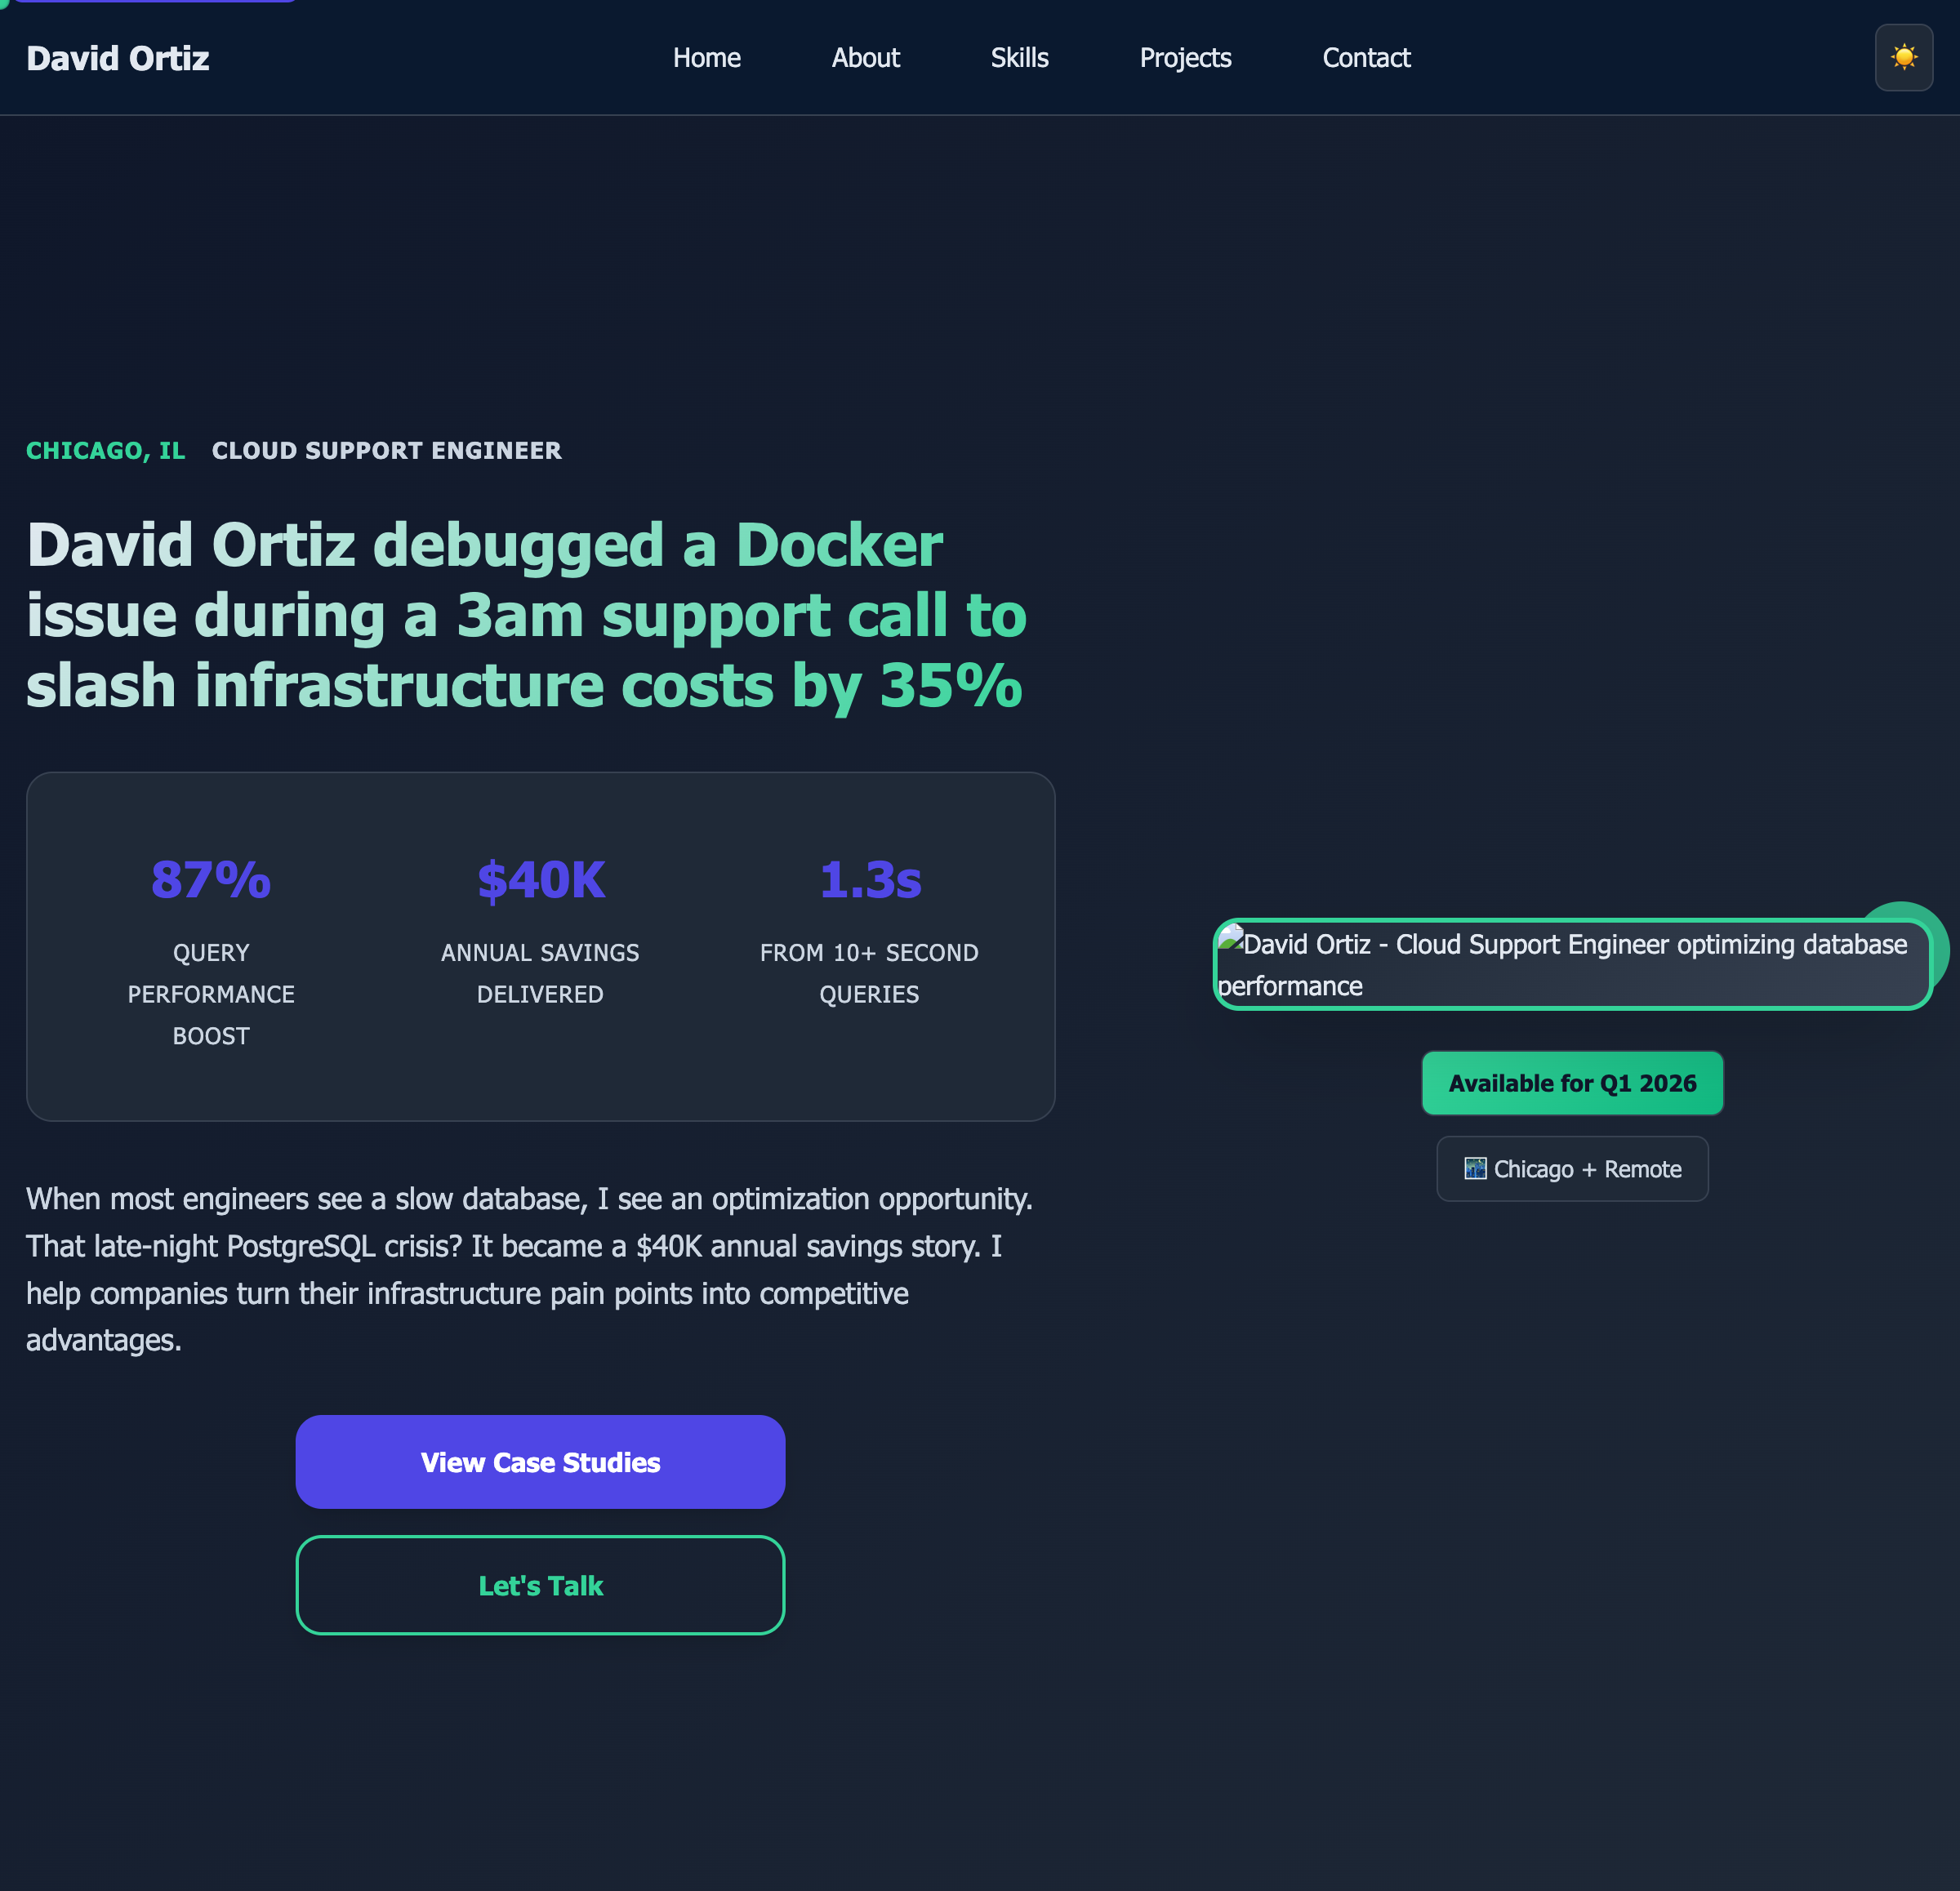 David Ortiz
Home
About
Skills
Projects
Contact
CHICAGO, IL CLOUD SUPPORT ENGINEER
David Ortiz debugged a Docker
issue during a 3am support call to
slash infrastructure costs by 35%
87%
QUERY
PERFORMANCE
BOOST
$40K
ANNUAL SAVINGS
DELIVERED
1.3s
FROM 10+ SECOND
QUERIES
When most engineers see a slow database, I see an optimization opportunity.
That late-night PostgreSQL crisis? It became a $40K annual savings story. I
help companies turn their infrastructure pain points into competitive
advantages.
View Case Studies
Let's Talk
David Ortiz - Cloud Support Engineer optimizing database
performance
Available for Q1 2026
Chicago + Remote